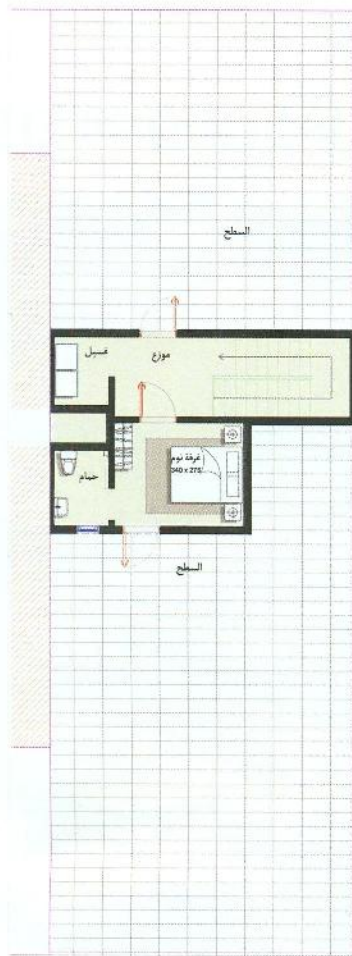 السطح
موزع
غسيل
غرفة نوم
340 x 275
حمام
السطح